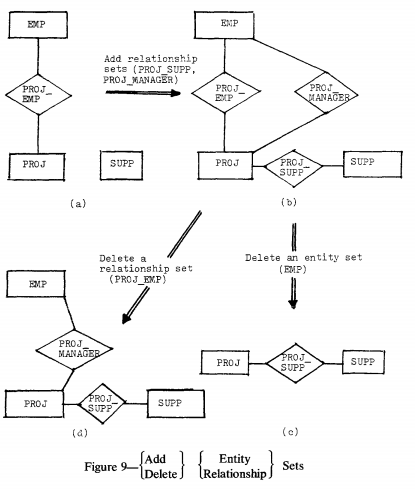 EMP
PROJ_
EMP
PROJ
SUPP
(a)
Add relationship
sets (PROJ_SUPP,
PROJ_MANAGER)
EMP
PROJ_
EMP
PROJ_
MANAGER
PROJ
PROJ_
SUPP
SUPP
(b)
Delete a
relationship set
(PROJ_EMP)
Delete an entity set
(EMP)
EMP
PROJ_
MANAGER
PROJ
PROJ_
SUPP
SUPP
(d)
PROJ
PROJ_
SUPP
SUPP
(c)
Figure 9—{Add Delete} {Entity Relationship} Sets